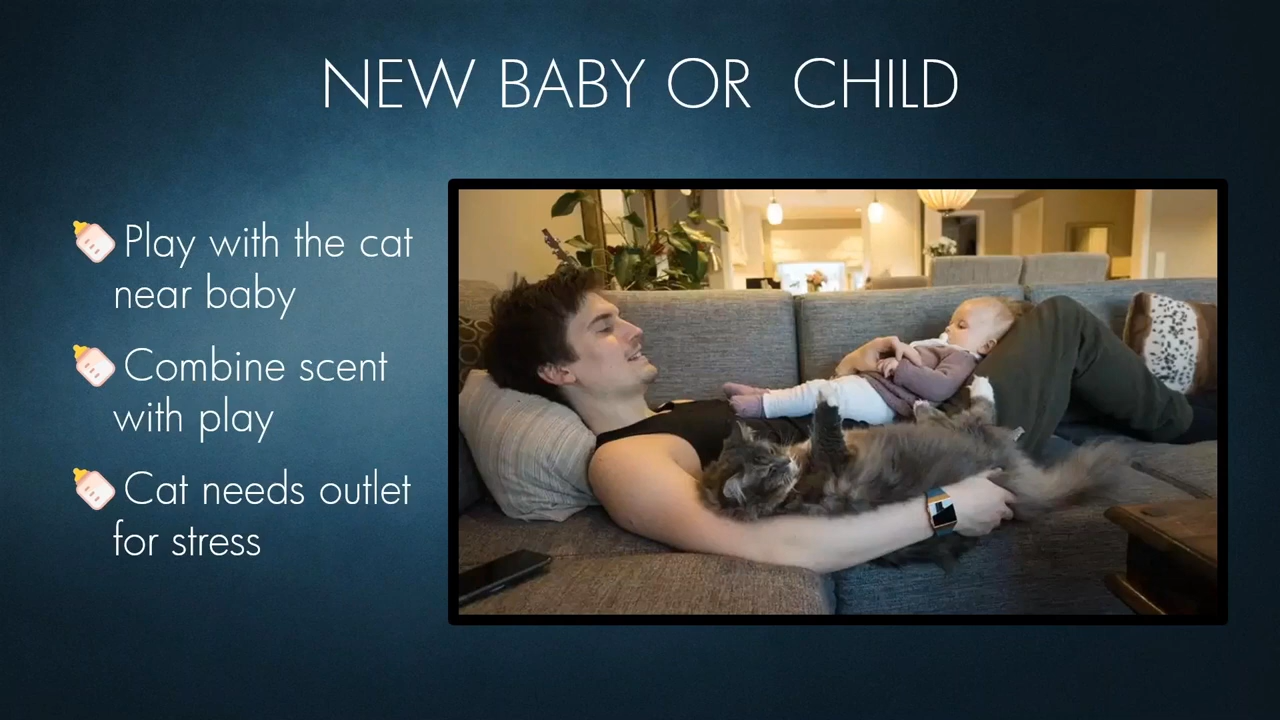 NEW BABY OR CHILD
Play with the cat
near baby
Combine scent
with play
Cat needs outlet
for stress